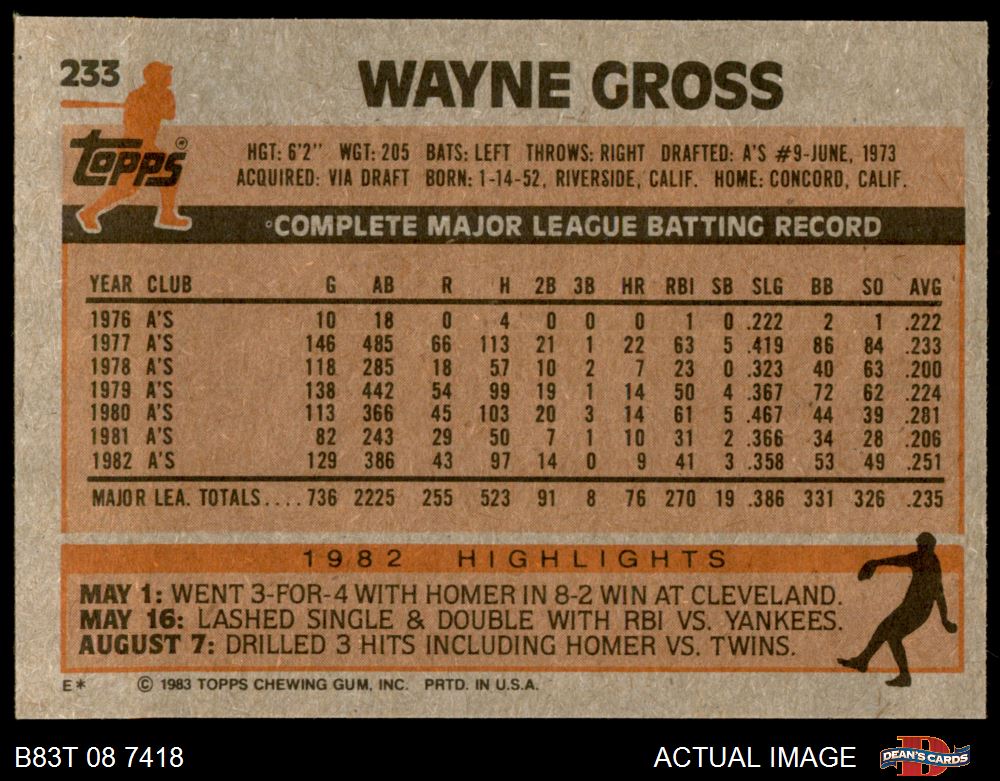 233
WAYNE GROSS
topps®
HGT: 6'2" WGT: 205 BATS: LEFT THROWS: RIGHT DRAFTED: A'S #9-JUNE, 1973
ACQUIRED: VIA DRAFT BORN: 1-14-52, RIVERSIDE, CALIF. HOME: CONCORD, CALIF.
COMPLETE MAJOR LEAGUE BATTING RECORD
YEAR CLUB G AB R H 2B 3B HR RBI SB SLG BB SO AVG
1976 A'S 10 18 0 4 0 0 0 1 0 .222 2 1 .222
1977 A'S 146 485 66 113 21 1 22 63 5 .419 86 84 .233
1978 A'S 118 285 18 57 10 2 7 23 0 .323 40 63 .200
1979 A'S 138 442 54 99 19 1 14 50 4 .367 72 62 .224
1980 A'S 113 366 45 103 20 3 14 61 5 .467 44 39 .281
1981 A'S 82 243 29 50 7 1 10 31 2 .366 34 28 .206
1982 A'S 129 386 43 97 14 0 9 41 3 .358 53 49 .251
MAJOR LEA. TOTALS.... 736 2225 255 523 91 8 76 270 19 .386 331 326 .235
1982 HIGHLIGHTS
MAY 1: WENT 3-FOR-4 WITH HOMER IN 8-2 WIN AT CLEVELAND.
MAY 16: LASHED SINGLE & DOUBLE WITH RBI VS. YANKEES.
AUGUST 7: DRILLED 3 HITS INCLUDING HOMER VS. TWINS.
E* © 1983 TOPPS CHEWING GUM, INC. PRTD. IN U.S.A.
B83T 08 7418 ACTUAL IMAGE DEAN'S CARDS